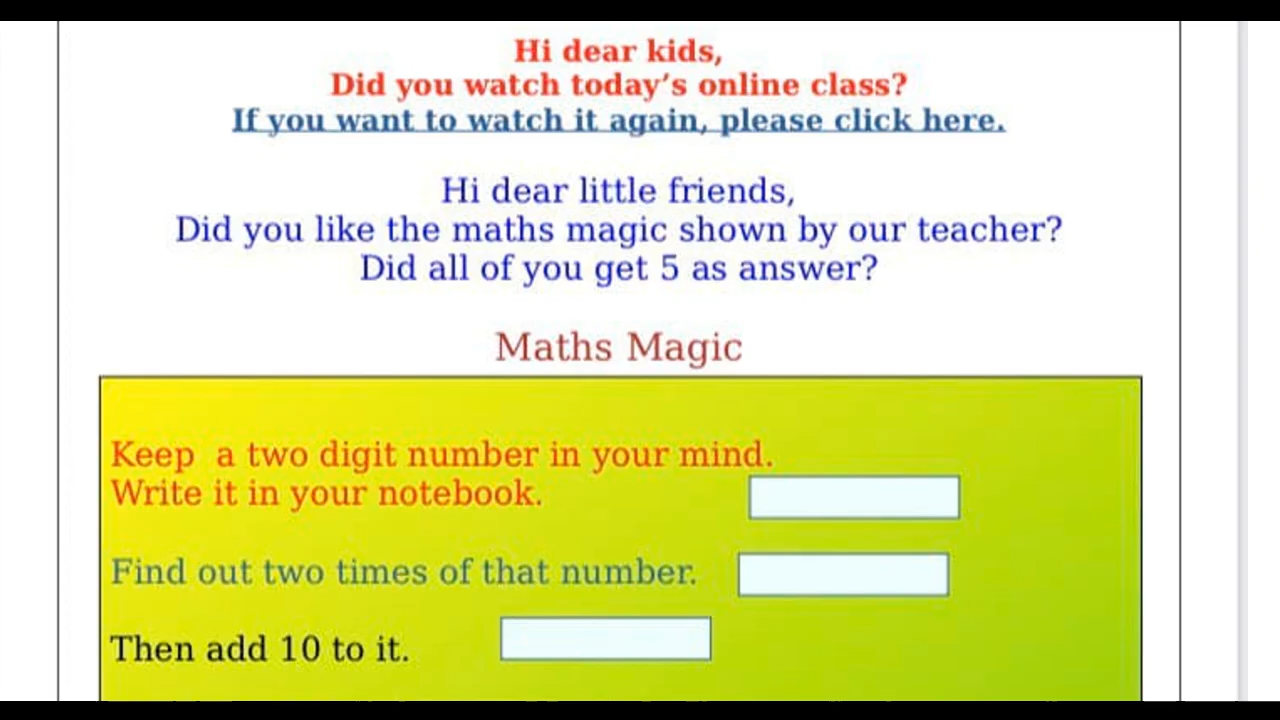 Hi dear kids,
Did you watch today’s online class?
If you want to watch it again, please click here.
Hi dear little friends,
Did you like the maths magic shown by our teacher?
Did all of you get 5 as answer?
Maths Magic
Keep  a two digit number in your mind.
Write it in your notebook.
Find out two times of that number.
Then add 10 to it.